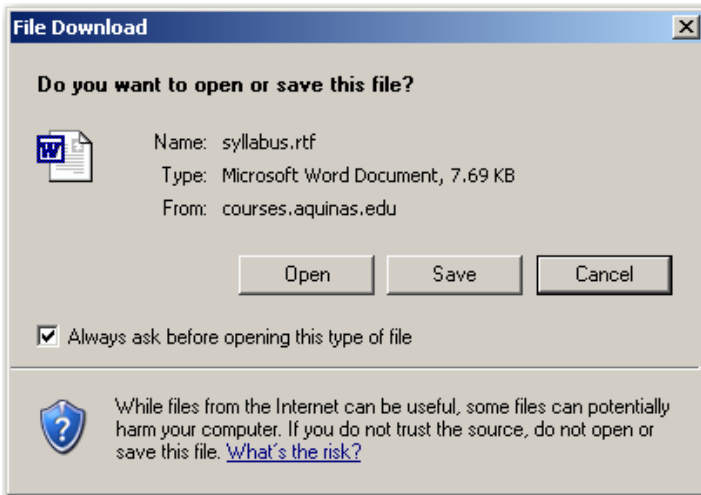 File Download
Do you want to open or save this file?
Name: syllabus.rtf
Type: Microsoft Word Document, 7.69 KB
From: courses.aquinas.edu
Open Save Cancel
Always ask before opening this type of file
While files from the Internet can be useful, some files can potentially
harm your computer. If you do not trust the source, do not open or
save this file. What's the risk?